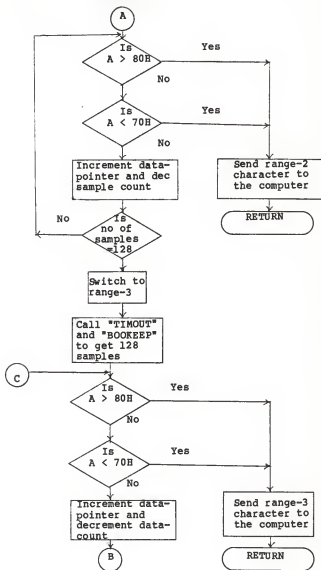 A
Is
A > 80H
Yes
No
Is
A < 70H
Yes
No
Increment data-
pointer and dec
sample count
Send range-2
character to
the computer
RETURN
No
Is
no of
samples
=128
Switch to
range-3
Call "TIMOUT"
and "BOOKEEP"
to get 128
samples
C
Is
A > 80H
Yes
No
Is
A < 70H
Yes
No
Increment data-
pointer and
decrement data-
count
Send range-3
character to
the computer
B
RETURN